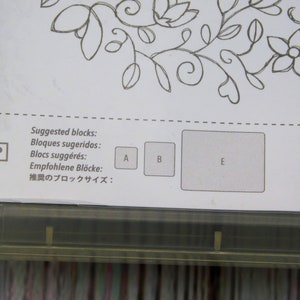 Suggested blocks:
Bloques sugeridos:
Blocs suggérés:
Empfohlene Blöcke:
推奨のブロックサイズ：
A
B
E